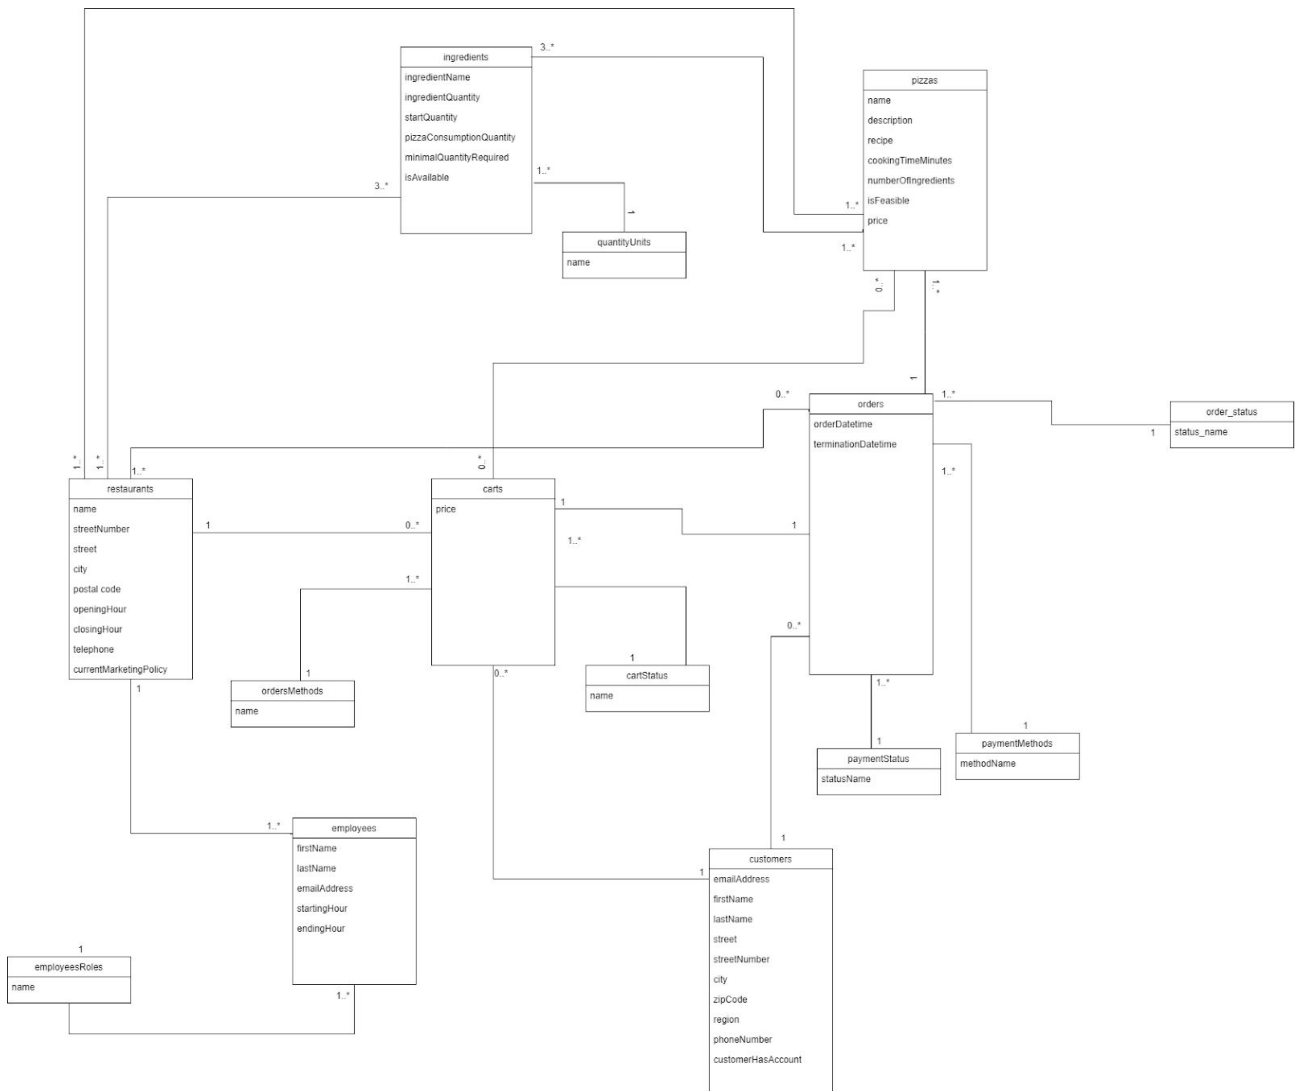 ingredients
ingredientName
ingredientQuantity
startQuantity
pizzaConsumptionQuantity
minimalQuantityRequired
isAvailable
3..*
3..*
1..*
1
quantityUnits
name
pizzas
name
description
recipe
cookingTimeMinutes
numberOfIngredients
isFeasible
price
1..*
1..*
0..*
1..*
1
0..*
orders
orderDatetime
terminationDatetime
1..*
1
order_status
status_name
1..*
1..*
1..*
1..*
restaurants
name
streetNumber
street
city
postal code
openingHour
closingHour
telephone
currentMarketingPolicy
1
0..*
0..*
carts
price
1
1
1..*
1..*
1
ordersMethods
name
1
cartStatus
name
0..*
0..*
1..*
1
paymentStatus
statusName
1
paymentMethods
methodName
1
1..*
employees
firstName
lastName
emailAddress
startingHour
endingHour
1..*
1
employeesRoles
name
1
1
customers
emailAddress
firstName
lastName
street
streetNumber
city
zipCode
region
phoneNumber
customerHasAccount